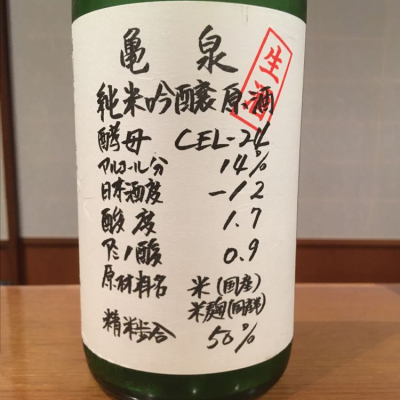 亀泉
生酒
純米吟醸原酒
酵母 CEL-24
アルコール分 14%
日本酒度 -12
酸度 1.7
アミノ酸 0.9
原材料名 米(国産)
米麹(国産米)
精米歩合 50%